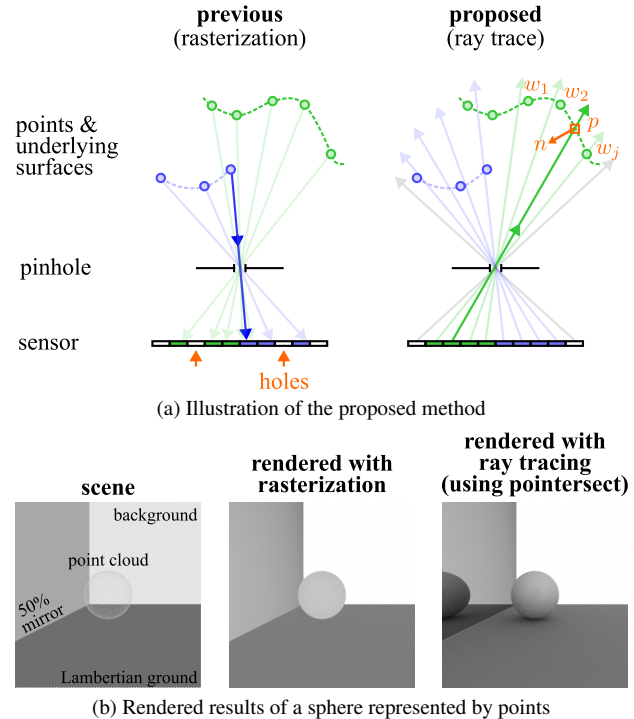 previous
(rasterization)
proposed
(ray trace)
points &
underlying
surfaces
w₁
w₂
p
n
w_j
pinhole
sensor
holes
(a) Illustration of the proposed method
scene
rendered with
rasterization
rendered with
ray tracing
(using pointersect)
background
point cloud
50%
mirror
Lambertian ground
(b) Rendered results of a sphere represented by points